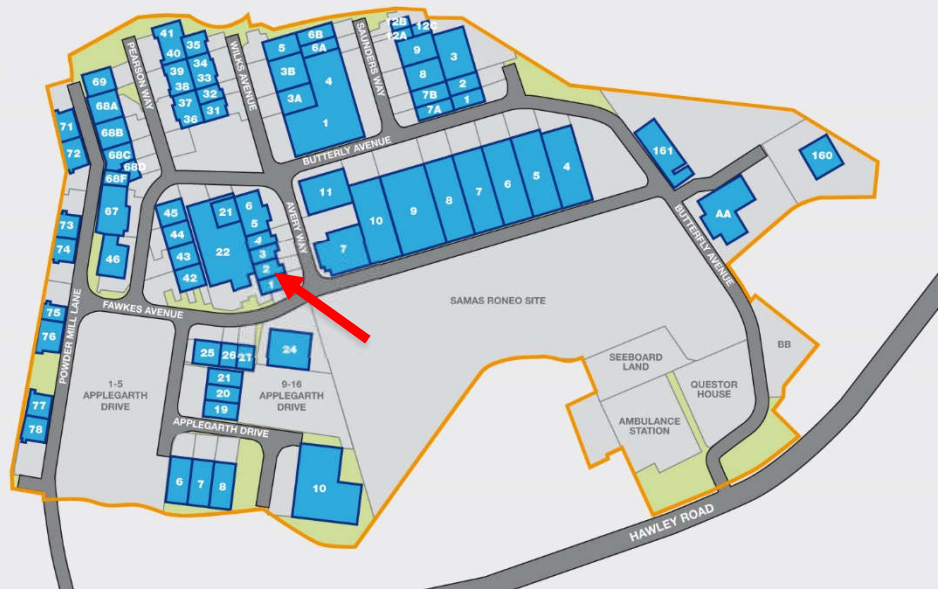 41
35
40
34
39
33
38
32
37
31
36
PEARSON WAY
WILKS AVENUE
5
6B
6A
3B
4
3A
1
SAUNDERS WAY
12B
12C
12A
9
3
8
2
7B
1
7A
69
68A
68B
68C
68D
68F
67
46
71
72
73
74
75
76
77
78
POWDER MILL LANE
BUTTERLY AVENUE
AVERY WAY
45
44
43
42
21
22
6
5
4
3
2
1
11
7
10
9
8
7
6
5
4
161
160
AA
BUTTERFLY AVENUE
FAWKES AVENUE
SAMAS RONEO SITE
25
26
27
24
21
20
19
1-5
APPLEGARTH
DRIVE
9-16
APPLEGARTH
DRIVE
APPLEGARTH DRIVE
6
7
8
10
SEEBOARD
LAND
QUESTOR
HOUSE
BB
AMBULANCE
STATION
HAWLEY ROAD